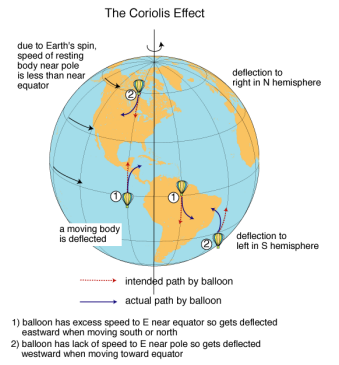 The Coriolis Effect
due to Earth's spin,
speed of resting
body near pole
is less than near
equator
deflection to
right in N hemisphere
2
1
1
2
a moving body
is deflected
deflection to
left in S hemisphere
intended path by balloon
actual path by balloon
1) balloon has excess speed to E near equator so gets deflected
eastward when moving south or north
2) balloon has lack of speed to E near pole so gets deflected
westward when moving toward equator